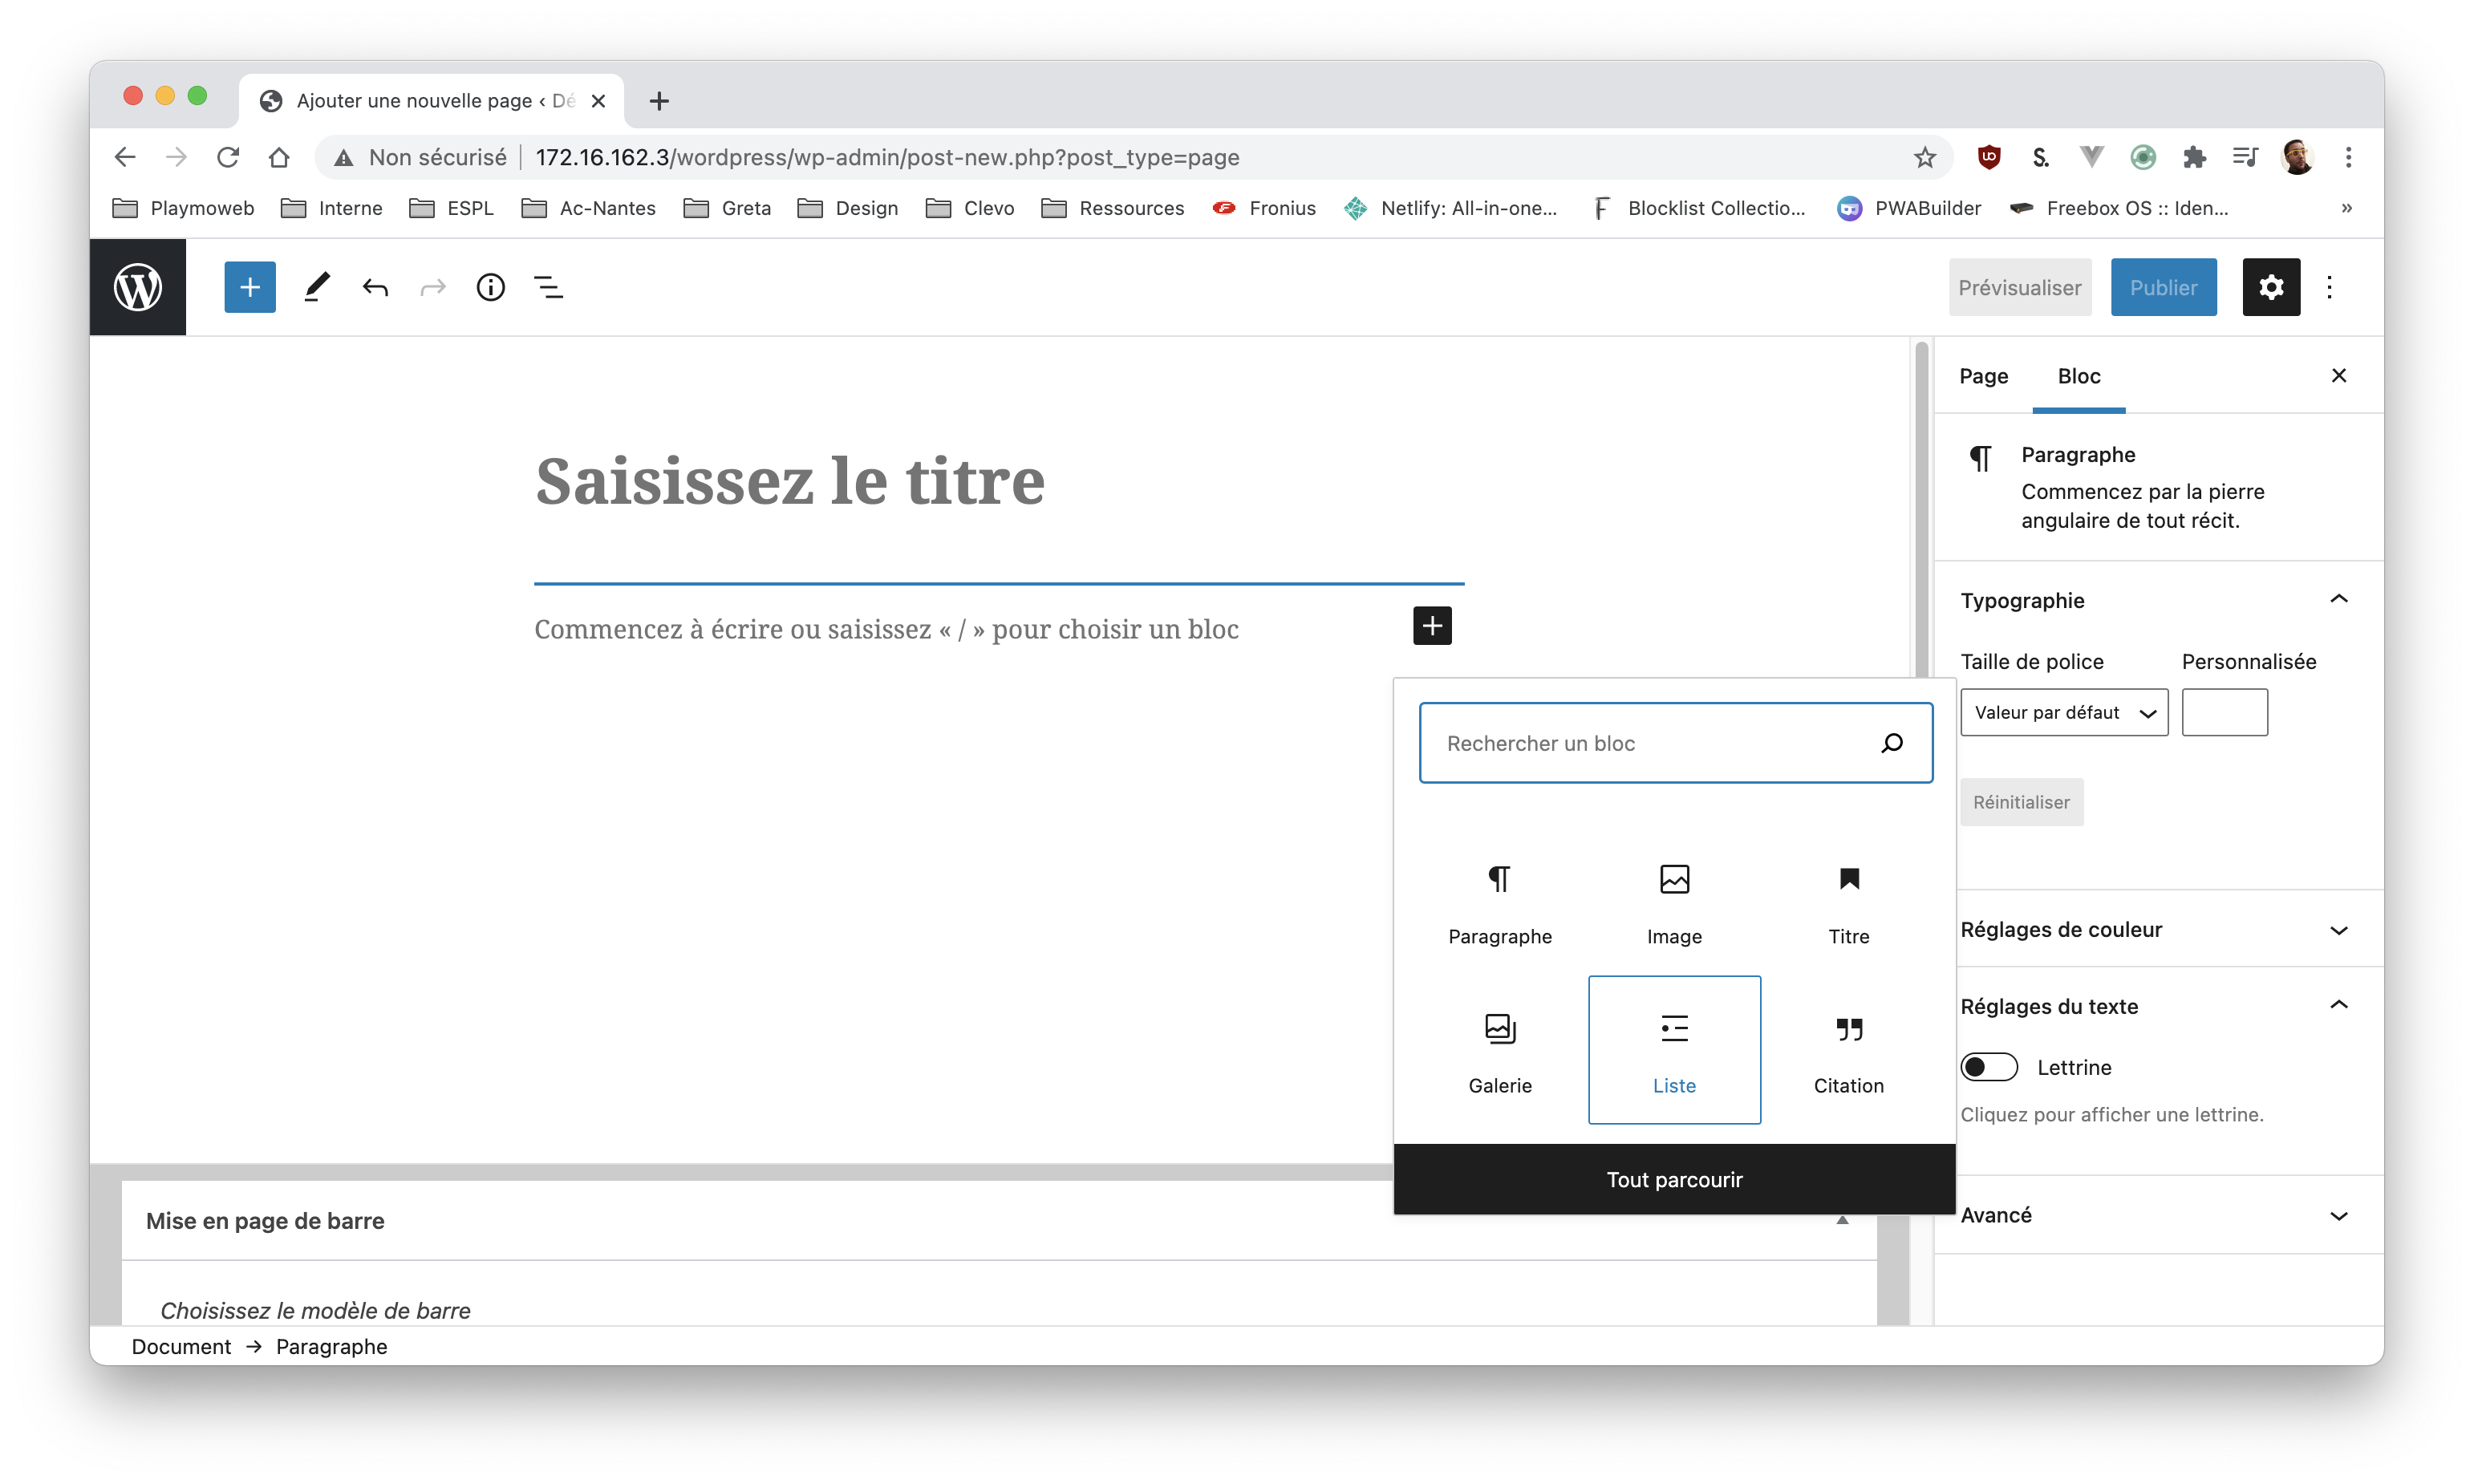 Ajouter une nouvelle page ‹ Dé
Non sécurisé
172.16.162.3/wordpress/wp-admin/post-new.php?post_type=page
S.
Playmoweb
Interne
ESPL
Ac-Nantes
Greta
Design
Clevo
Ressources
Fronius
Netlify: All-in-one...
Blocklist Collectio...
PWABuilder
Freebox OS :: Iden...
»
Prévisualiser
Publier
Page
Bloc
Saisissez le titre
Paragraphe
Commencez par la pierre
angulaire de tout récit.
Commencez à écrire ou saisissez « / » pour choisir un bloc
Typographie
Taille de police
Personnalisée
Valeur par défaut
Réinitialiser
Rechercher un bloc
Paragraphe
Image
Titre
Galerie
Liste
Citation
Tout parcourir
Réglages de couleur
Réglages du texte
Lettrine
Cliquez pour afficher une lettrine.
Avancé
Mise en page de barre
Choisissez le modèle de barre
Document → Paragraphe